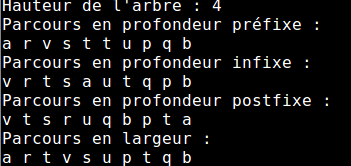 Hauteur de l'arbre : 4
Parcours en profondeur préfixe :
a r v s t t u p q b
Parcours en profondeur infixe :
v r t s a u t q p b
Parcours en profondeur postfixe :
v t s r u q b p t a
Parcours en largeur :
a r t v s u p t q b